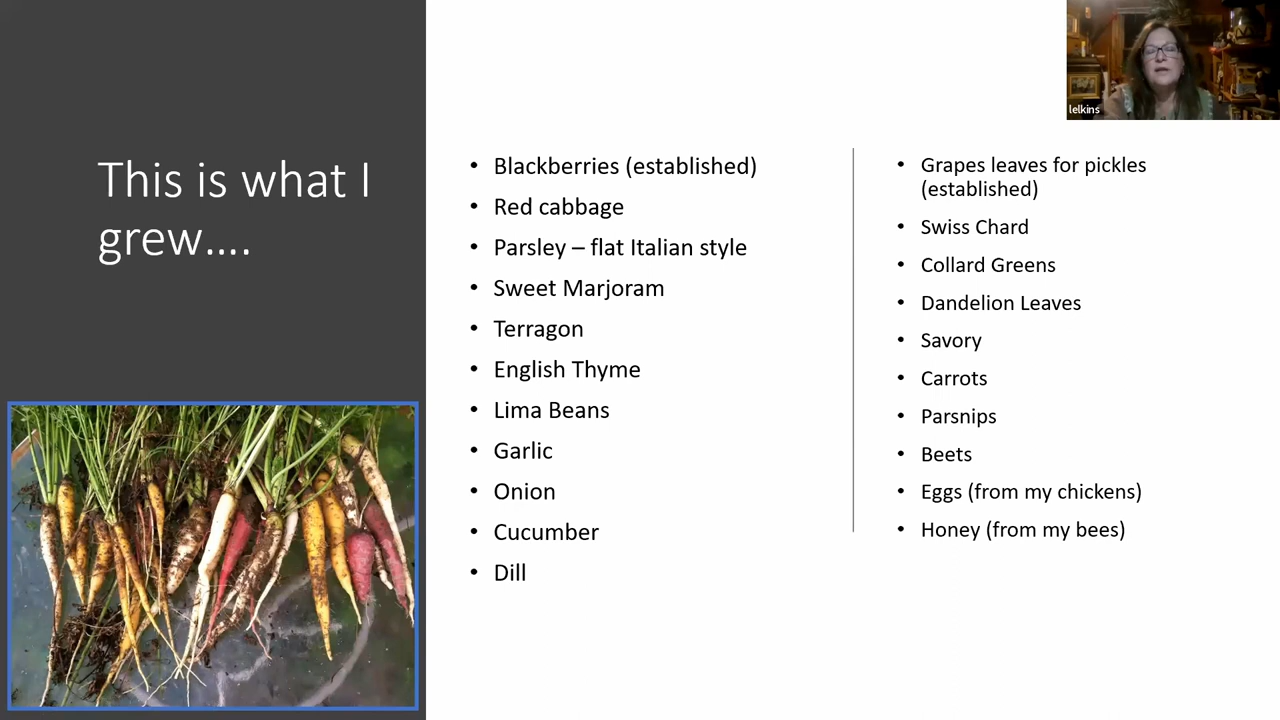 This is what I
grew....
• Blackberries (established)
• Red cabbage
• Parsley – flat Italian style
• Sweet Marjoram
• Terragon
• English Thyme
• Lima Beans
• Garlic
• Onion
• Cucumber
• Dill
• Grapes leaves for pickles
(established)
• Swiss Chard
• Collard Greens
• Dandelion Leaves
• Savory
• Carrots
• Parsnips
• Beets
• Eggs (from my chickens)
• Honey (from my bees)
lelkins